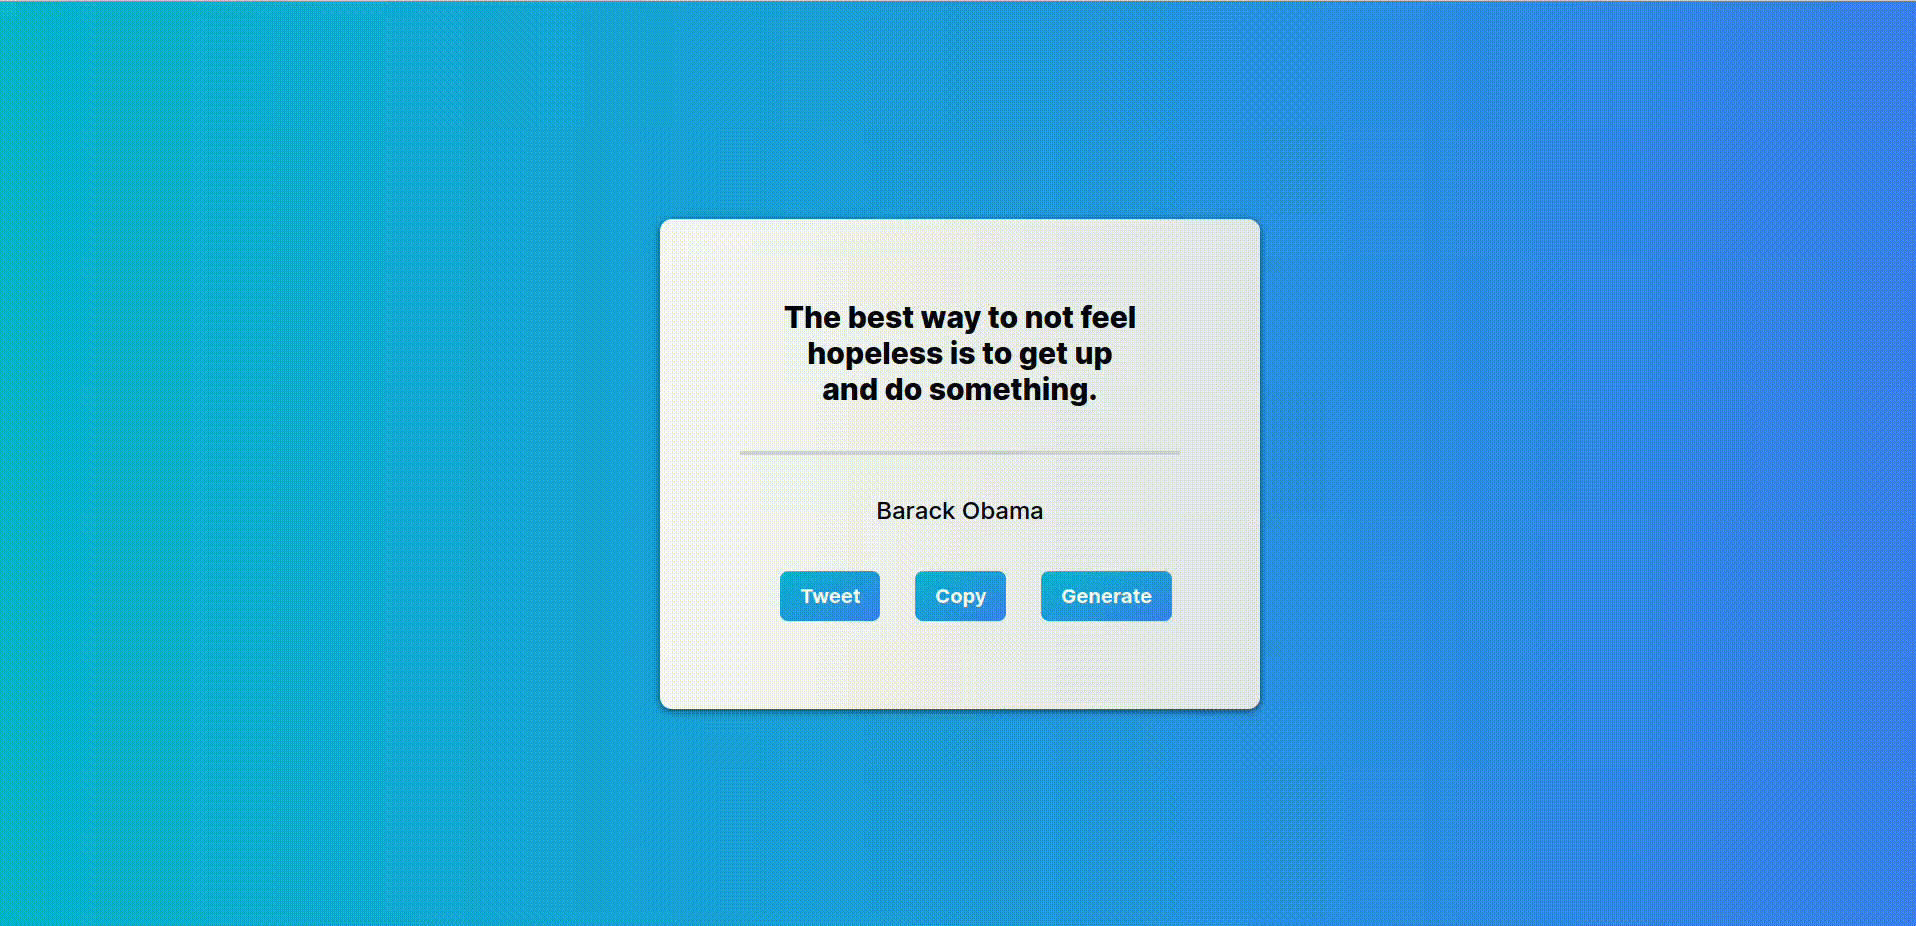 The best way to not feel
hopeless is to get up
and do something.
Barack Obama
Tweet Copy Generate